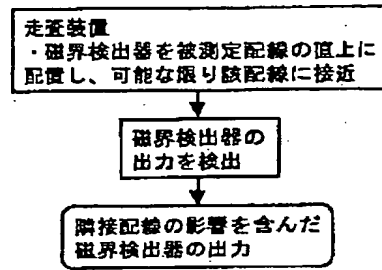 走査装置
・磁界検出器を被測定配線の直上に
配置し、可能な限り該配線に接近
磁界検出器の
出力を検出
隣接配線の影響を含んだ
磁界検出器の出力